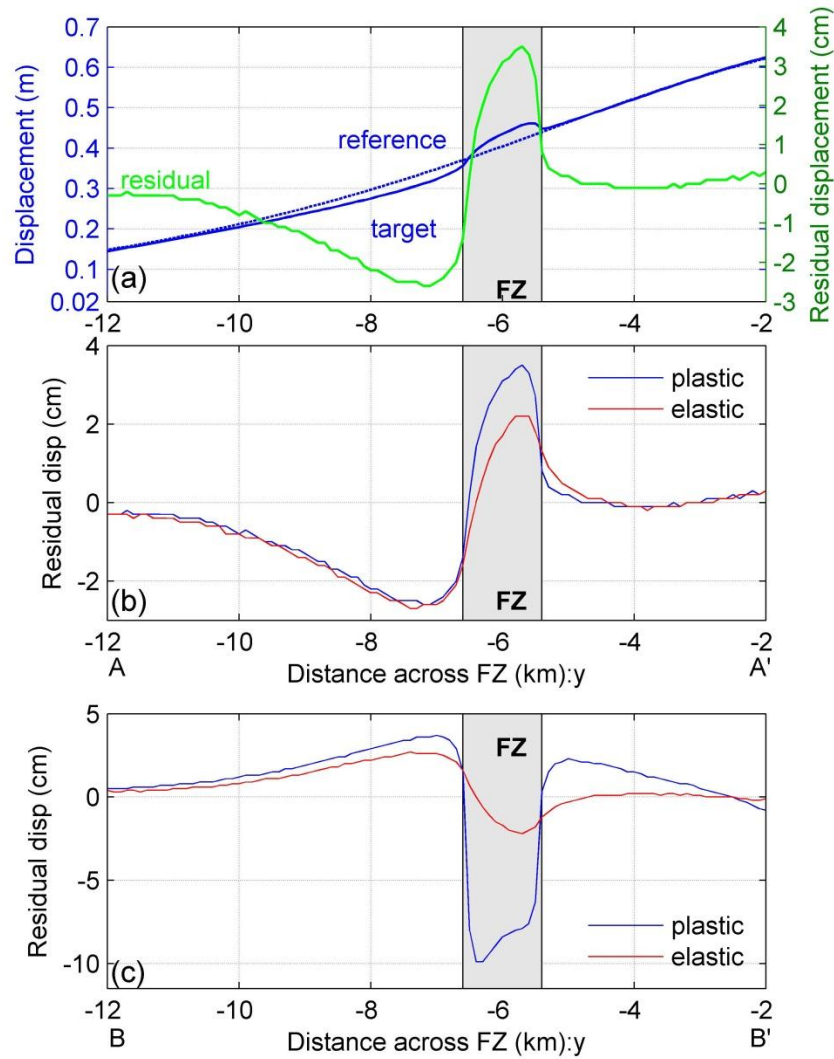 0.7
0.6
0.5
0.4
0.3
0.2
0.1
0.02
Displacement (m)
4
3
2
1
0
-1
-2
-3
Residual displacement (cm)
reference
residual
target
(a)
FZ
-12 -10 -8 -6 -4 -2
4
2
0
-2
Residual disp (cm)
plastic
elastic
(b)
FZ
-12 -10 -8 -6 -4 -2
A Distance across FZ (km):y A'
5
0
-5
-10
Residual disp (cm)
FZ
plastic
elastic
(c)
-12 -10 -8 -6 -4 -2
B Distance across FZ (km):y B'